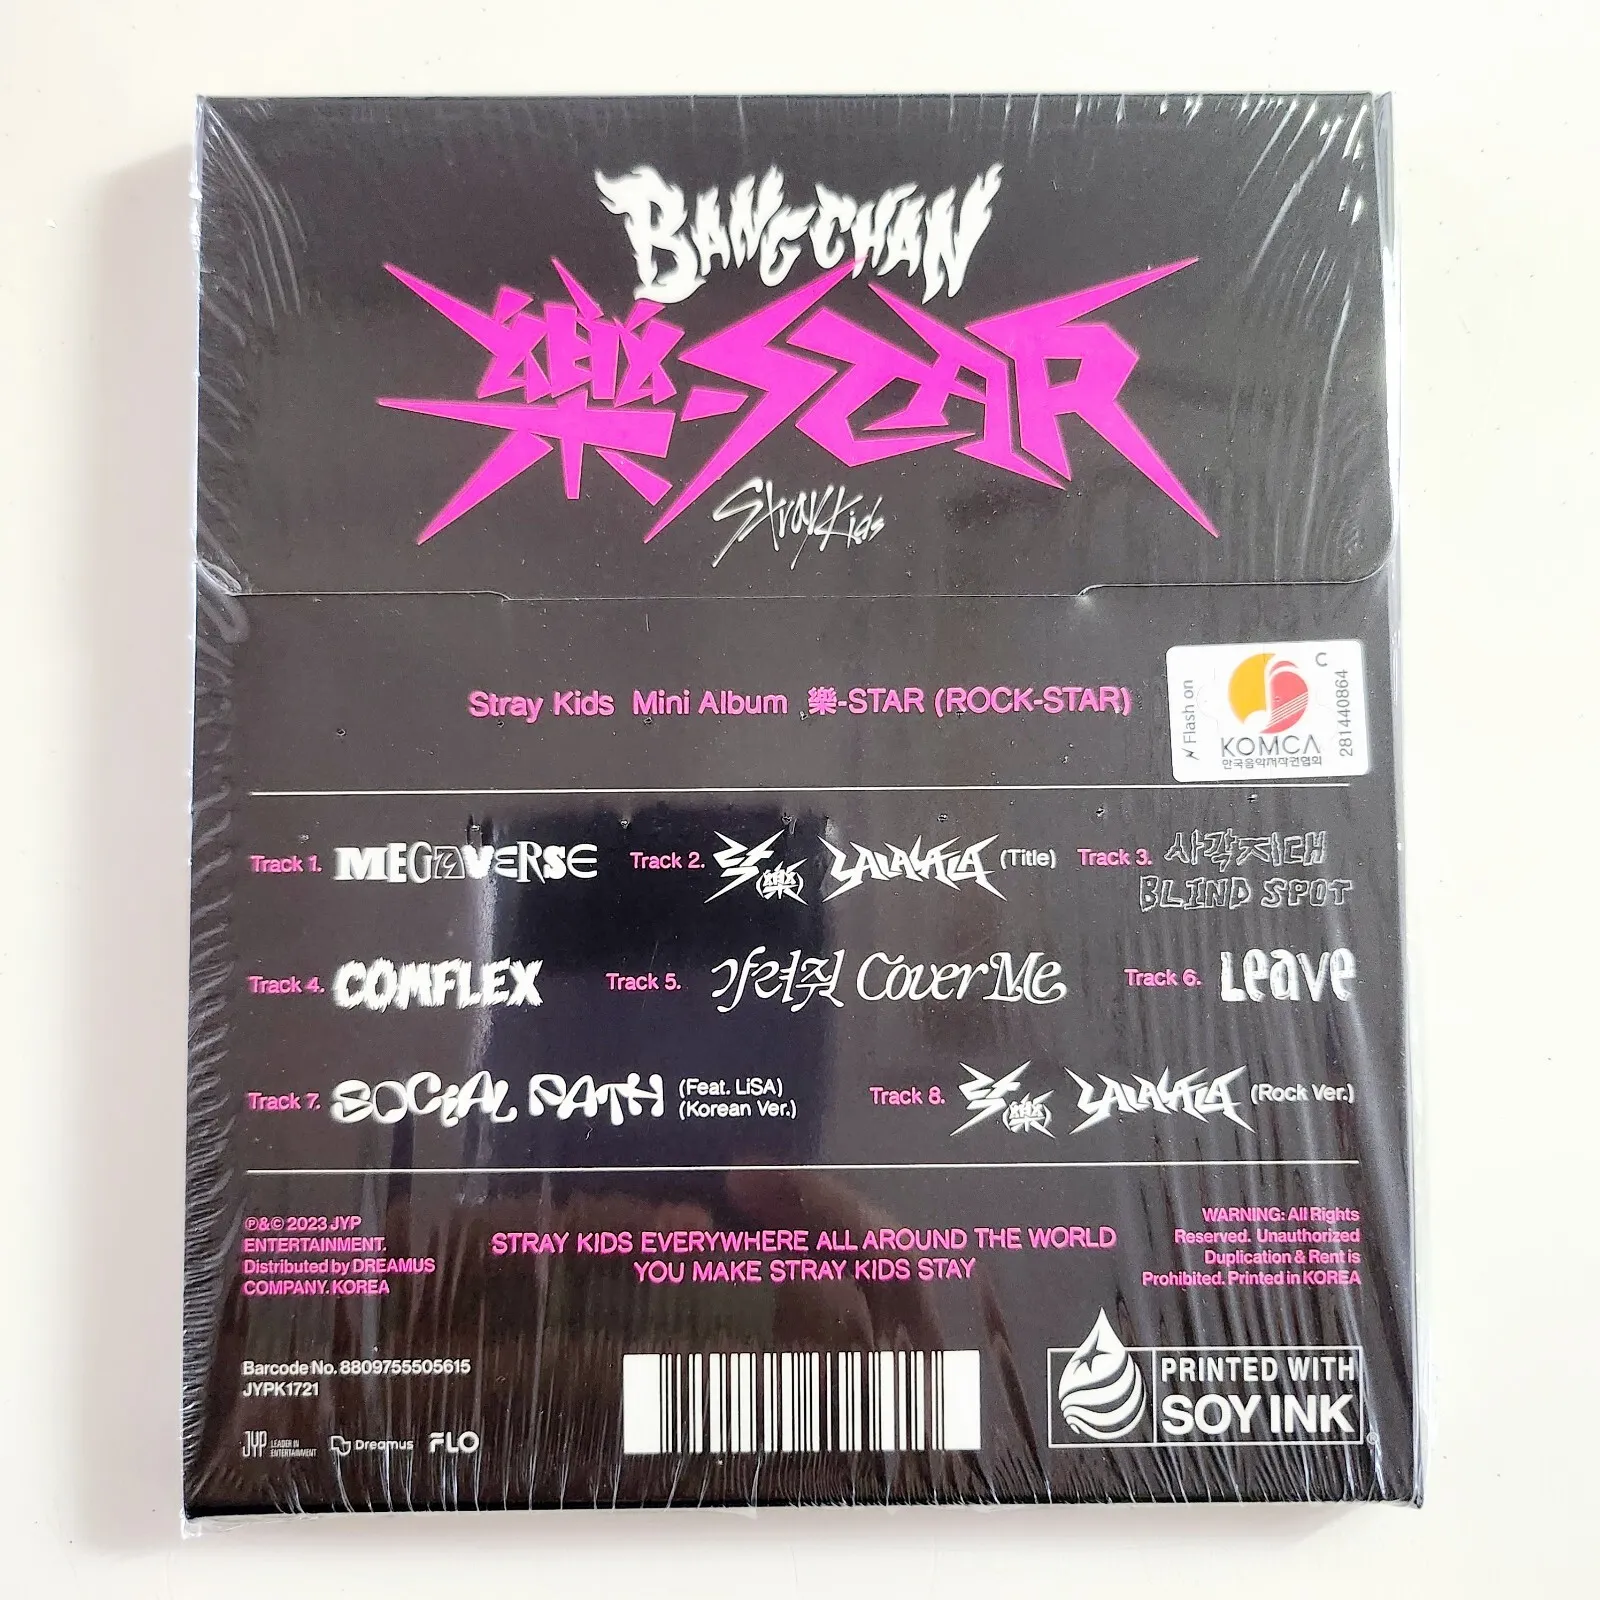 BANGCHAN
樂-STAR
Stray Kids
Stray Kids Mini Album 樂-STAR (ROCK-STAR)
Flash on
C
KOMCA
한국음악저작권협회
281440864
Track 1. MEGAVERSE
Track 2. 락 (樂) LALALALA (Title)
Track 3. 사각지대
BLIND SPOT
Track 4. COMFLEX
Track 5. 가려줘 Cover Me
Track 6. Leave
Track 7. SOCIAL PATH (Feat. LiSA)
(Korean Ver.)
Track 8. 락 (樂) LALALALA (Rock Ver.)
℗&© 2023 JYP
ENTERTAINMENT.
Distributed by DREAMUS
COMPANY. KOREA
STRAY KIDS EVERYWHERE ALL AROUND THE WORLD
YOU MAKE STRAY KIDS STAY
WARNING: All Rights
Reserved. Unauthorized
Duplication & Rent is
Prohibited. Printed in KOREA
Barcode No. 8809755505615
JYPK1721
JYP LEADER IN
ENTERTAINMENT
Dreamus
FLO
PRINTED WITH
SOY INK